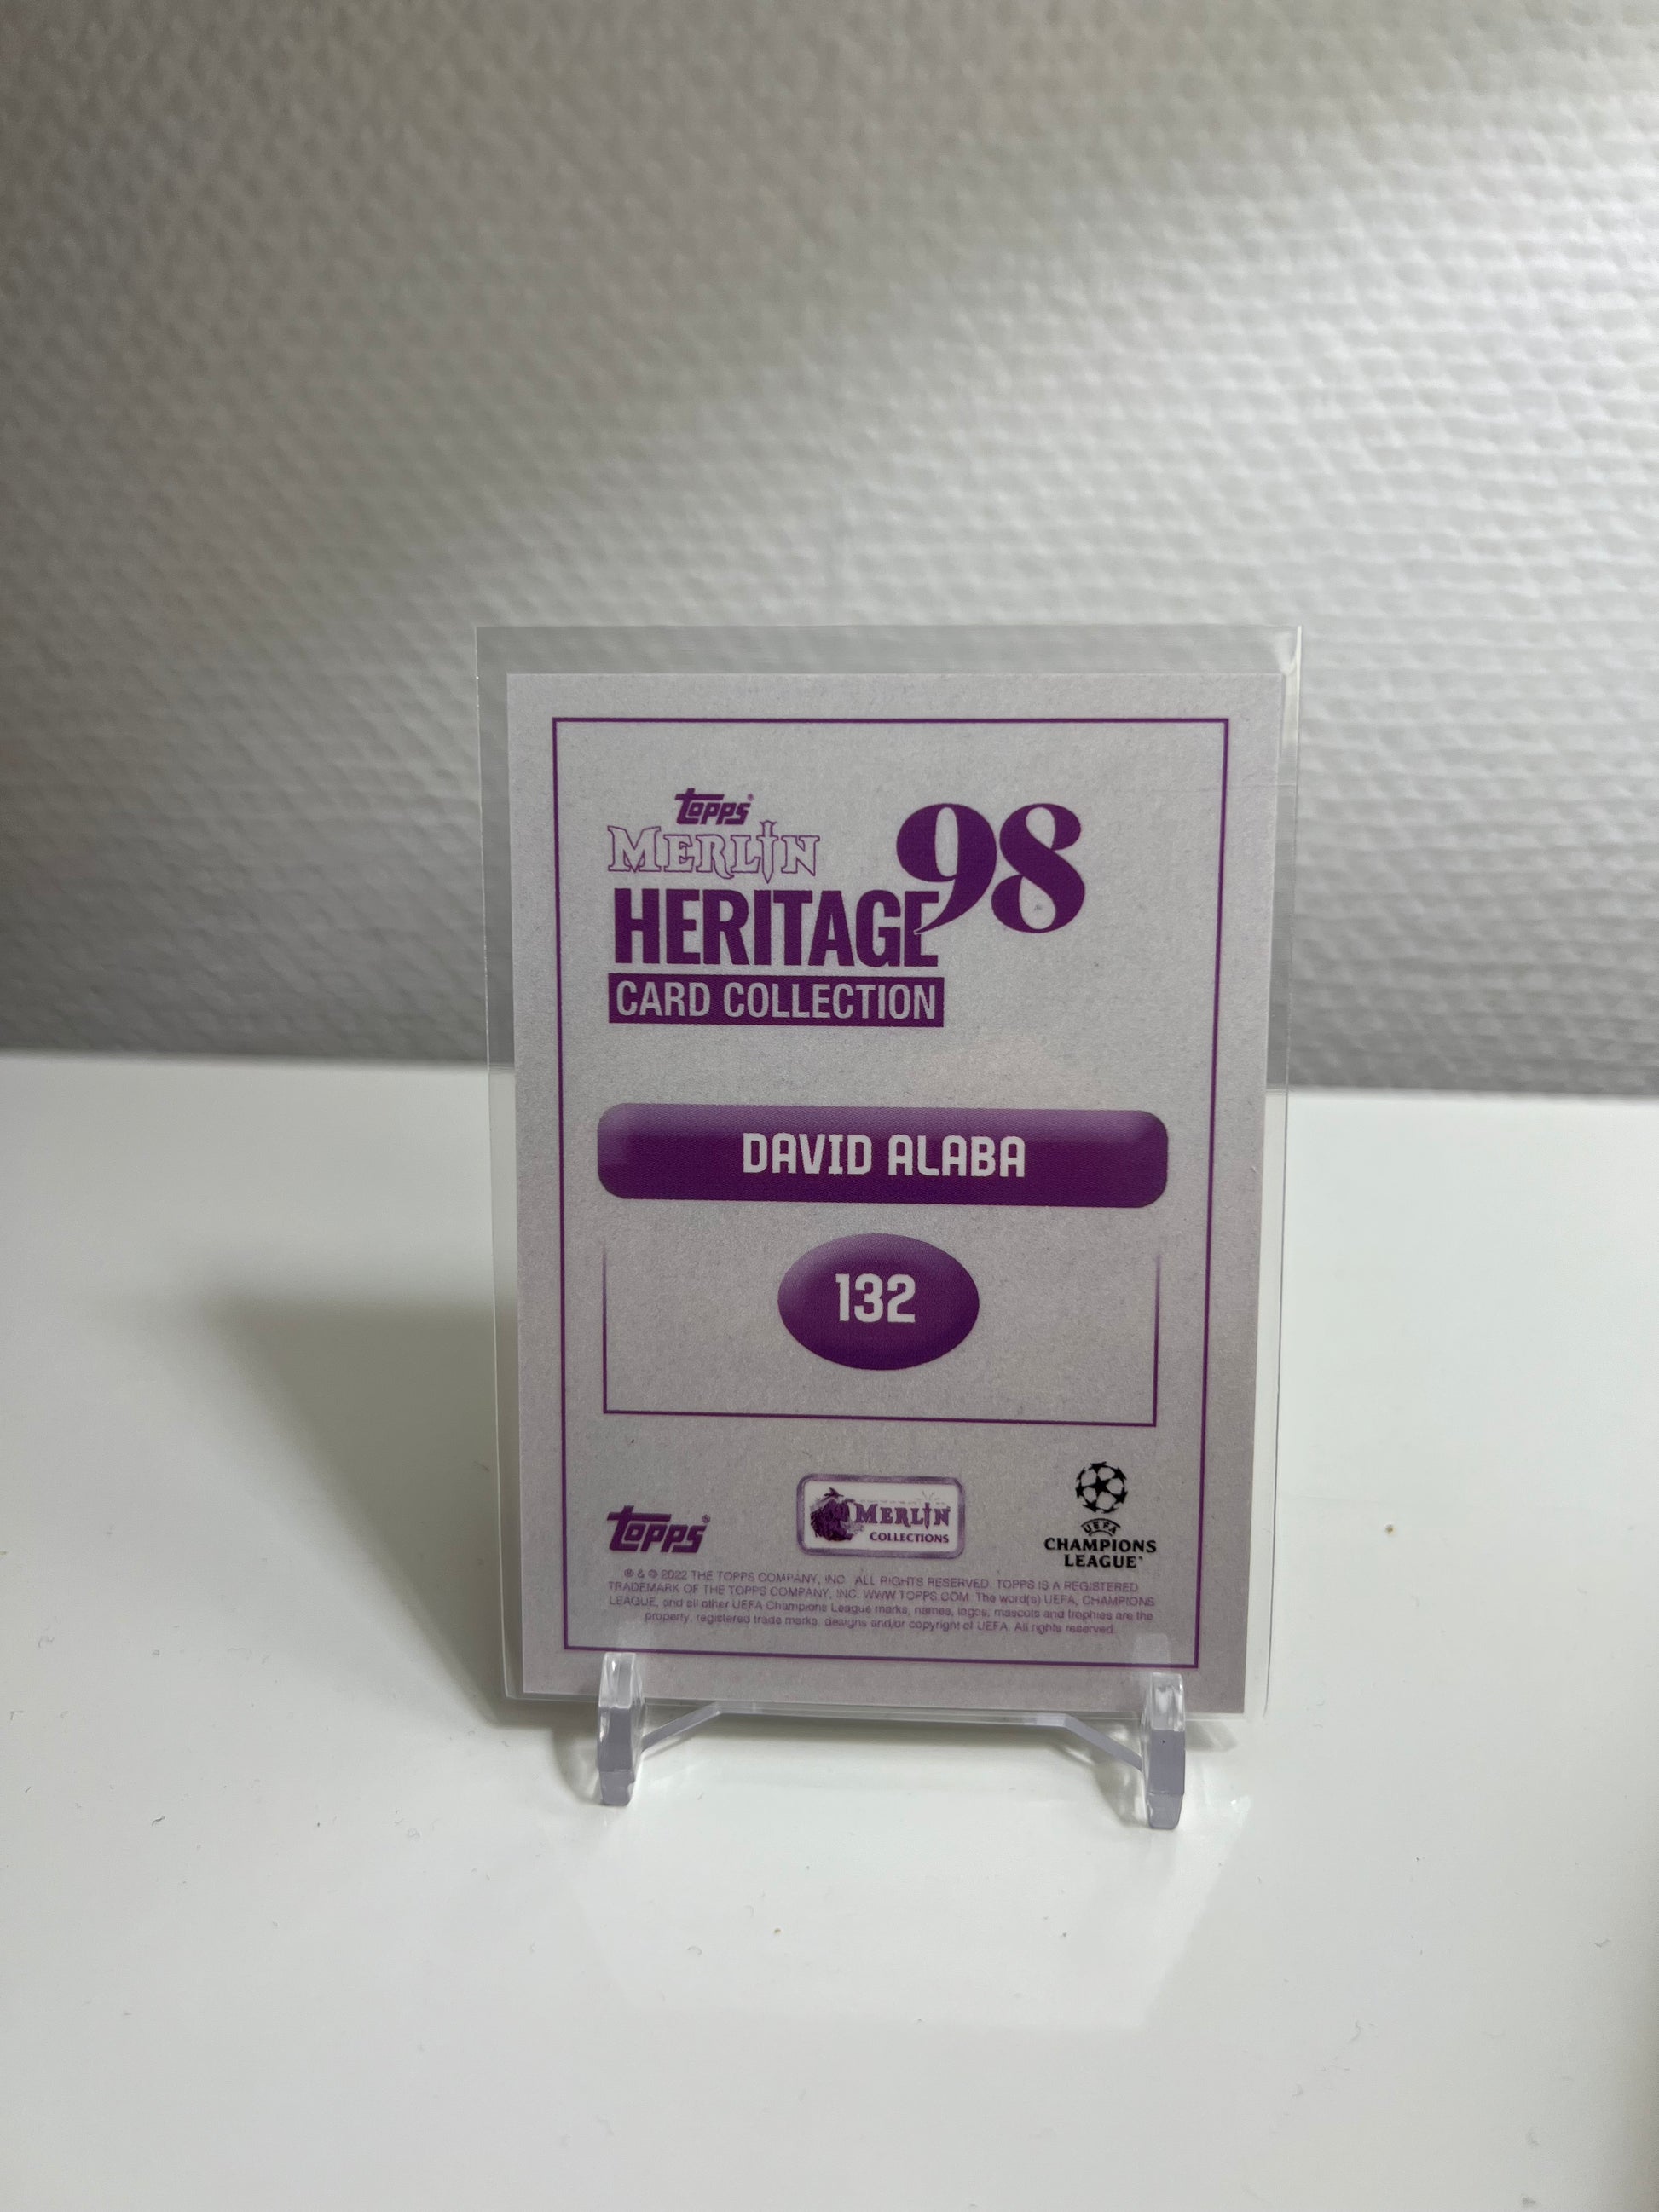 topps
MERLIN
98
HERITAGE
CARD COLLECTION
DAVID ALABA
132
topps
MERLIN
COLLECTIONS
UEFA
CHAMPIONS
LEAGUE
® & © 2022 THE TOPPS COMPANY, INC. ALL RIGHTS RESERVED. TOPPS IS A REGISTERED
TRADEMARK OF THE TOPPS COMPANY, INC. WWW.TOPPS.COM. The word(s) UEFA, CHAMPIONS
LEAGUE, and all other UEFA Champions League marks, names, logos, mascots and trophies are the
property, registered trade marks, designs and/or copyright of UEFA. All rights reserved.